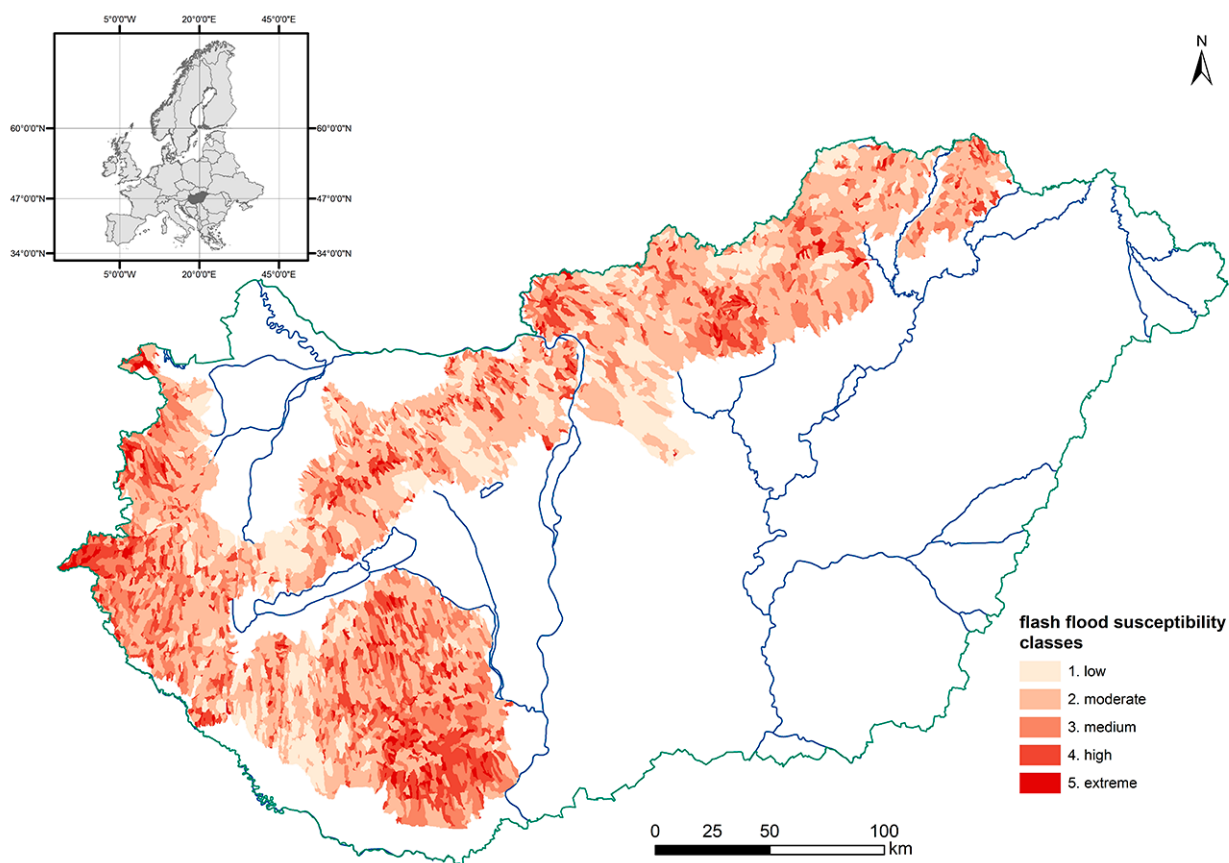 5°0'0"W 20°0'0"E 45°0'0"E
N
60°0'0"N 60°0'0"N
47°0'0"N 47°0'0"N
34°0'0"N 34°0'0"N
5°0'0"W 20°0'0"E 45°0'0"E
flash flood susceptibility
classes
1. low
2. moderate
3. medium
4. high
5. extreme
0 25 50 100
km